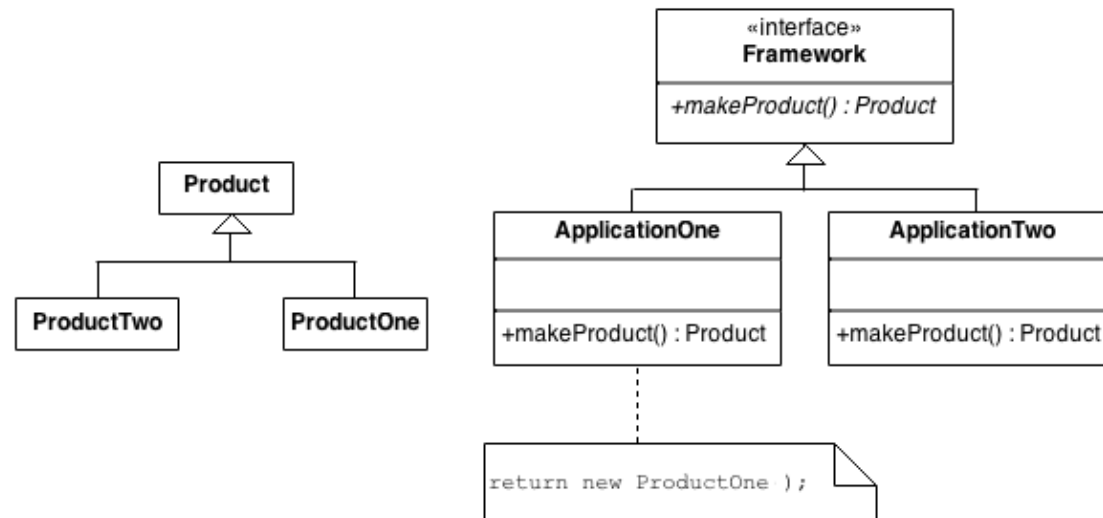 «interface»
Framework
+makeProduct() : Product
Product
ProductTwo
ProductOne
ApplicationOne
+makeProduct() : Product
ApplicationTwo
+makeProduct() : Product
return new ProductOne );